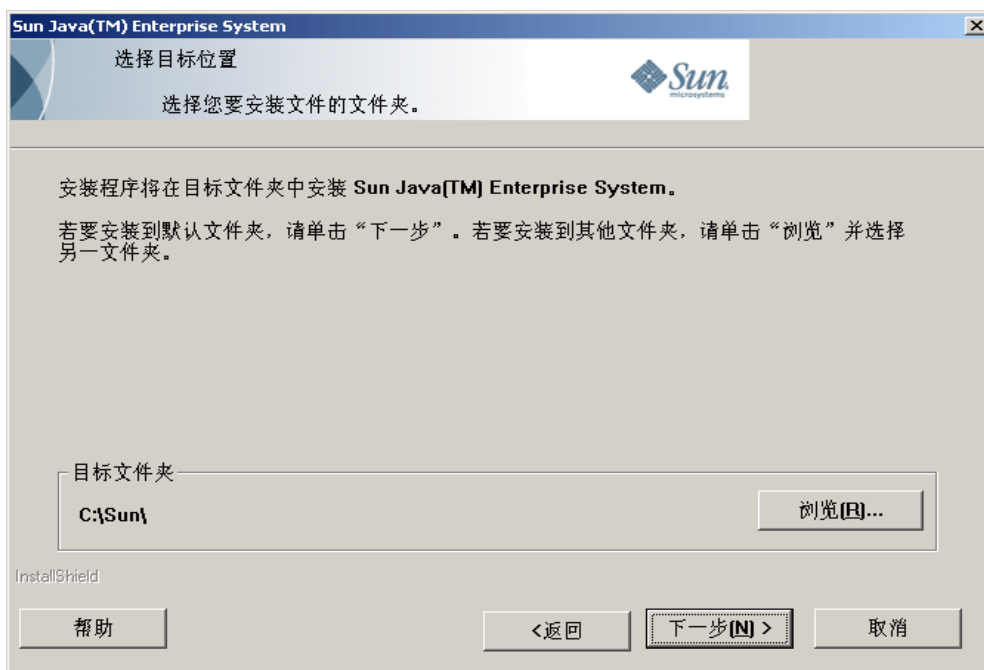 Sun Java(TM) Enterprise System
选择目标位置
选择您要安装文件的文件夹。
Sun
microsystems
安装程序将在目标文件夹中安装 Sun Java(TM) Enterprise System。
若要安装到默认文件夹，请单击“下一步”。若要安装到其他文件夹，请单击“浏览”并选择
另一文件夹。
目标文件夹
C:\Sun\
浏览(R)...
InstallShield
帮助
<返回
下一步(N) >
取消